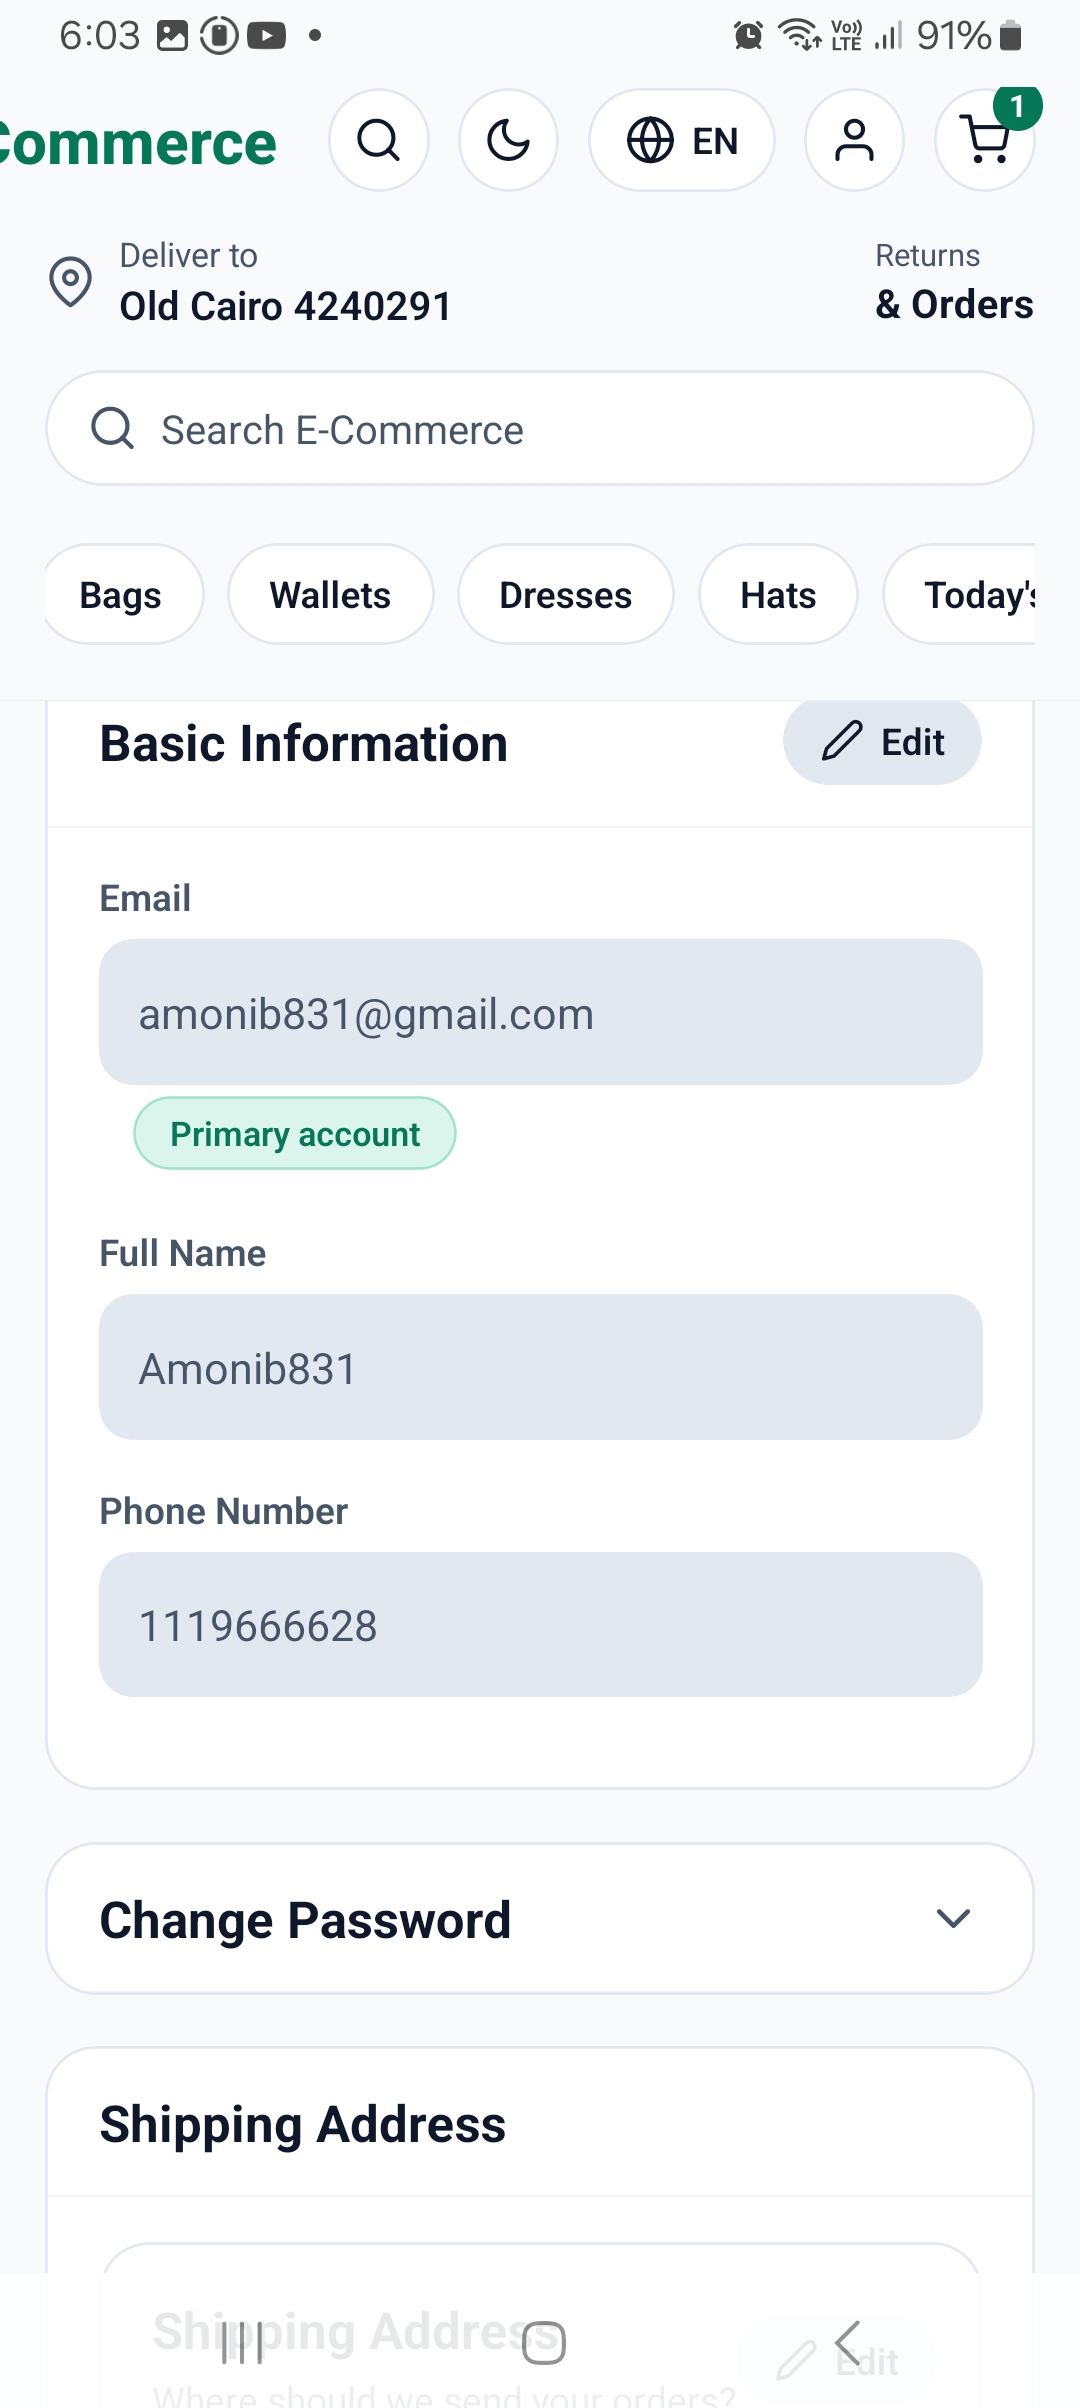 6:03
Vo)) LTE
91%
Commerce
EN
1
Deliver to
Old Cairo 4240291
Returns
& Orders
Search E-Commerce
Bags
Wallets
Dresses
Hats
Today's
Basic Information
Edit
Email
amonib831@gmail.com
Primary account
Full Name
Amonib831
Phone Number
1119666628
Change Password
Shipping Address
Shipping Address
Edit
Where should we send your orders?